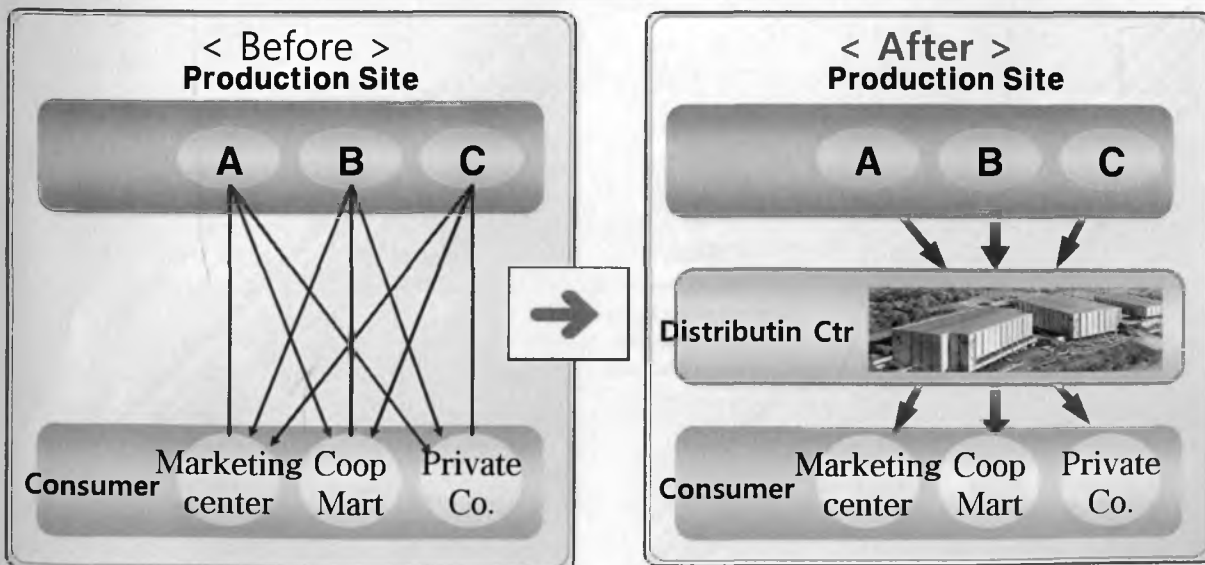 < Before >
Production Site
A B C
Consumer
Marketing center
Coop Mart
Private Co.
< After >
Production Site
A B C
Distributin Ctr
Consumer
Marketing center
Coop Mart
Private Co.